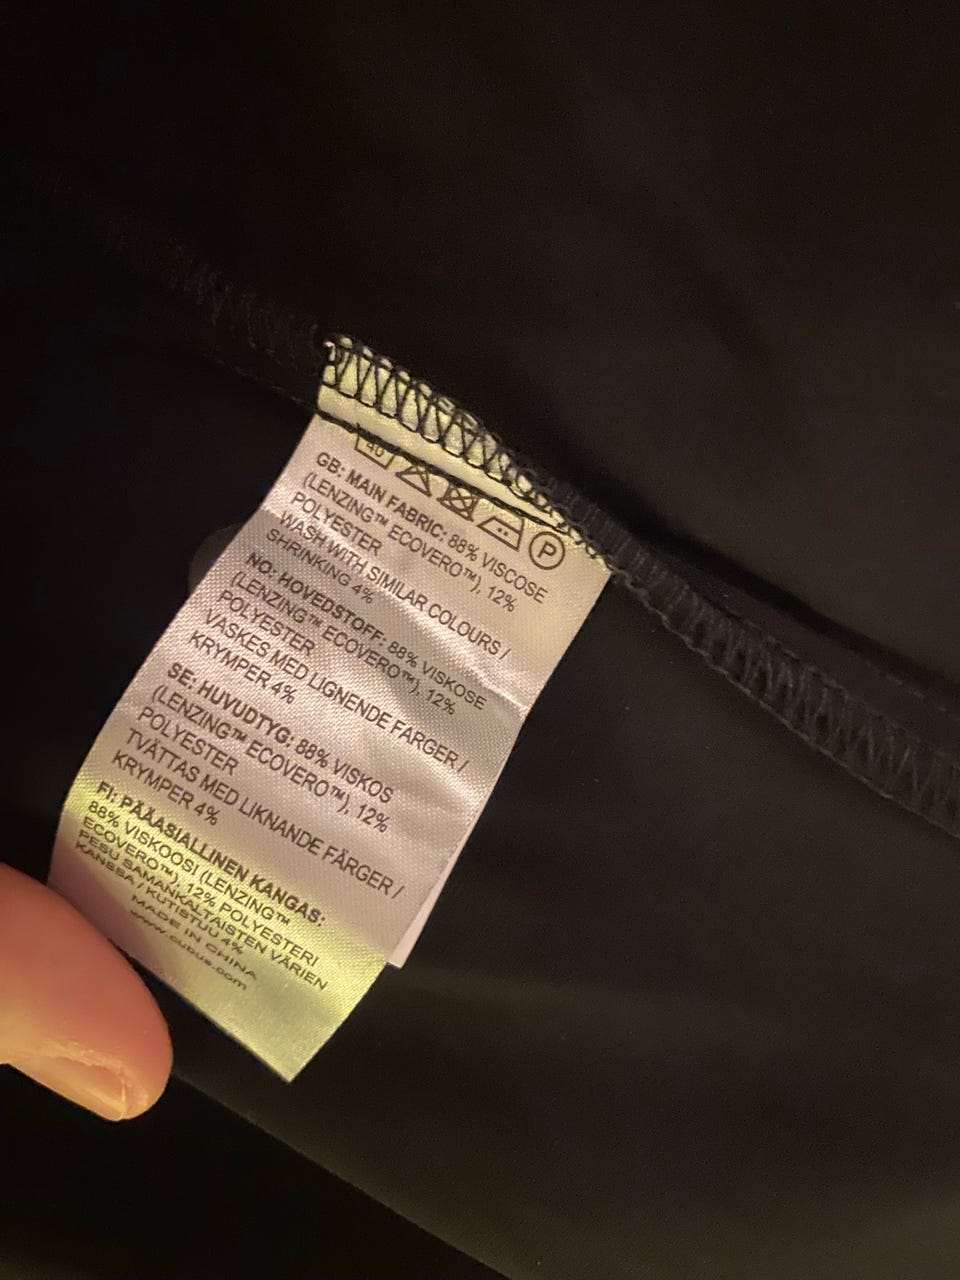 40 P
GB: MAIN FABRIC: 88% VISCOSE
(LENZING™ ECOVERO™), 12%
POLYESTER
WASH WITH SIMILAR COLOURS /
SHRINKING 4%
NO: HOVEDSTOFF: 88% VISKOSE
(LENZING™ ECOVERO™), 12%
POLYESTER
VASKES MED LIGNENDE FARGER /
KRYMPER 4%
SE: HUVUDTYG: 88% VISKOS
(LENZING™ ECOVERO™), 12%
POLYESTER
TVÄTTAS MED LIKNANDE FÄRGER /
KRYMPER 4%
FI: PÄÄASIALLINEN KANGAS:
88% VISKOOSI (LENZING™
ECOVERO™), 12% POLYESTERI
PESU SAMANKALTAISTEN VÄRIEN
KANSSA / KUTISTUU 4%
MADE IN CHINA
www.cubus.com